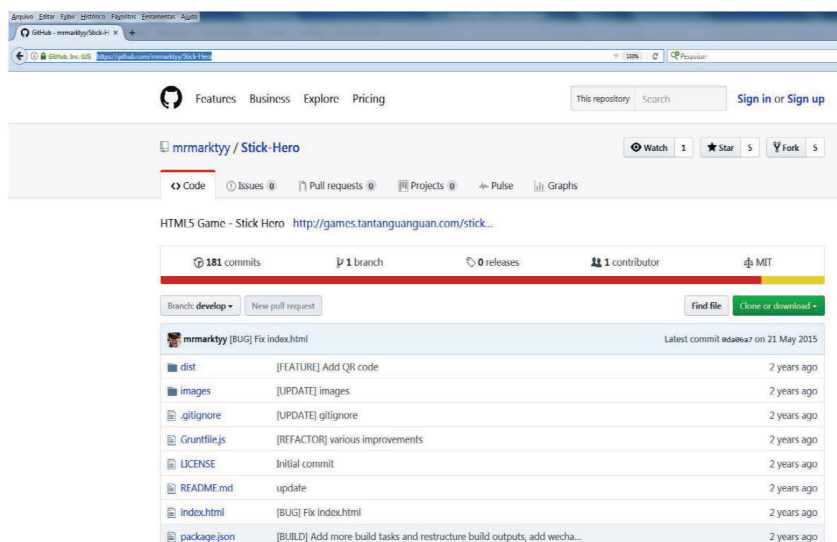 Arquivo Editar Exibir Histórico Favoritos Ferramentas Ajuda
GitHub - mrmarktyy/Stick-H
GitHub, Inc. (US) https://github.com/mrmarktyy/Stick-Hero 133% Pesquisar
Features Business Explore Pricing This repository Search Sign in or Sign up
mrmarktyy / Stick-Hero Watch 1 Star 5 Fork 5
Code Issues 0 Pull requests 0 Projects 0 Pulse Graphs
HTML5 Game - Stick Hero http://games.tantanguanguan.com/stick...
181 commits 1 branch 0 releases 1 contributor MIT
Branch: develop New pull request Find file Clone or download
mrmarktyy [BUG] Fix index.html Latest commit 0da06a7 on 21 May 2015
dist [FEATURE] Add QR code 2 years ago
images [UPDATE] images 2 years ago
.gitignore [UPDATE] gitignore 2 years ago
Gruntfile.js [REFACTOR] various improvements 2 years ago
LICENSE Initial commit 2 years ago
README.md update 2 years ago
index.html [BUG] Fix index.html 2 years ago
package.json [BUILD] Add more build tasks and restructure build outputs, add wecha... 2 years ago